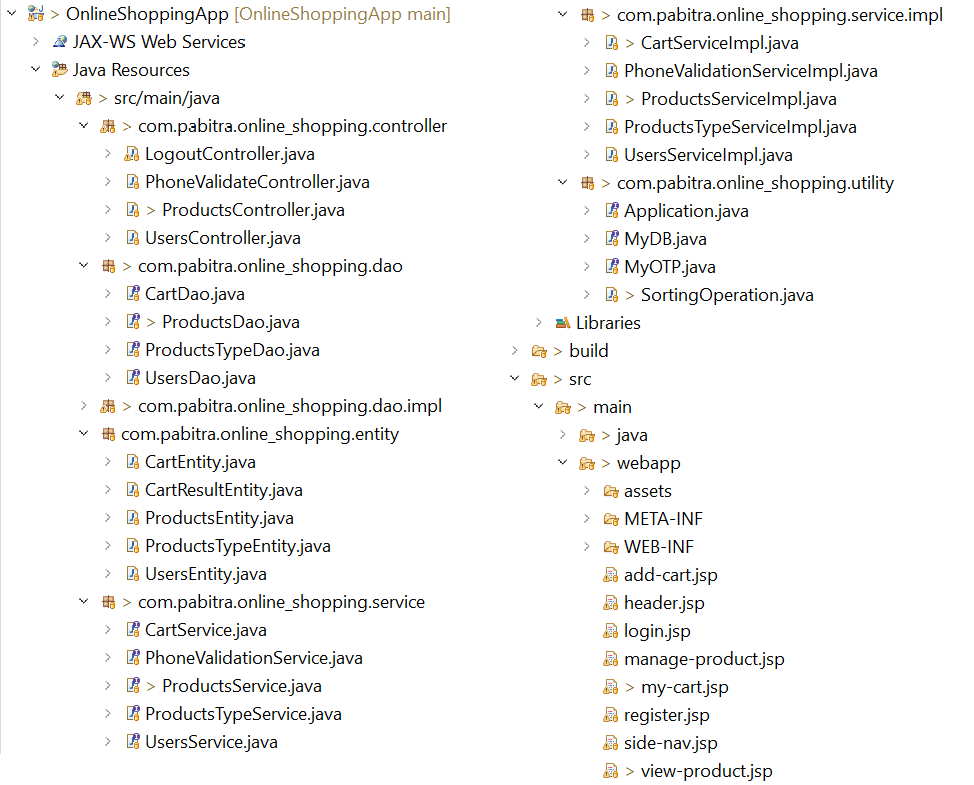 > OnlineShoppingApp [OnlineShoppingApp main]
JAX-WS Web Services
Java Resources
> src/main/java
> com.pabitra.online_shopping.controller
LogoutController.java
PhoneValidateController.java
> ProductsController.java
UsersController.java
> com.pabitra.online_shopping.dao
CartDao.java
> ProductsDao.java
ProductsTypeDao.java
UsersDao.java
> com.pabitra.online_shopping.dao.impl
com.pabitra.online_shopping.entity
CartEntity.java
CartResultEntity.java
ProductsEntity.java
ProductsTypeEntity.java
UsersEntity.java
> com.pabitra.online_shopping.service
CartService.java
PhoneValidationService.java
> ProductsService.java
ProductsTypeService.java
UsersService.java
> com.pabitra.online_shopping.service.impl
> CartServiceImpl.java
PhoneValidationServiceImpl.java
> ProductsServiceImpl.java
ProductsTypeServiceImpl.java
UsersServiceImpl.java
> com.pabitra.online_shopping.utility
Application.java
MyDB.java
MyOTP.java
> SortingOperation.java
Libraries
> build
> src
> main
> java
> webapp
assets
META-INF
WEB-INF
add-cart.jsp
header.jsp
login.jsp
manage-product.jsp
> my-cart.jsp
register.jsp
side-nav.jsp
> view-product.jsp